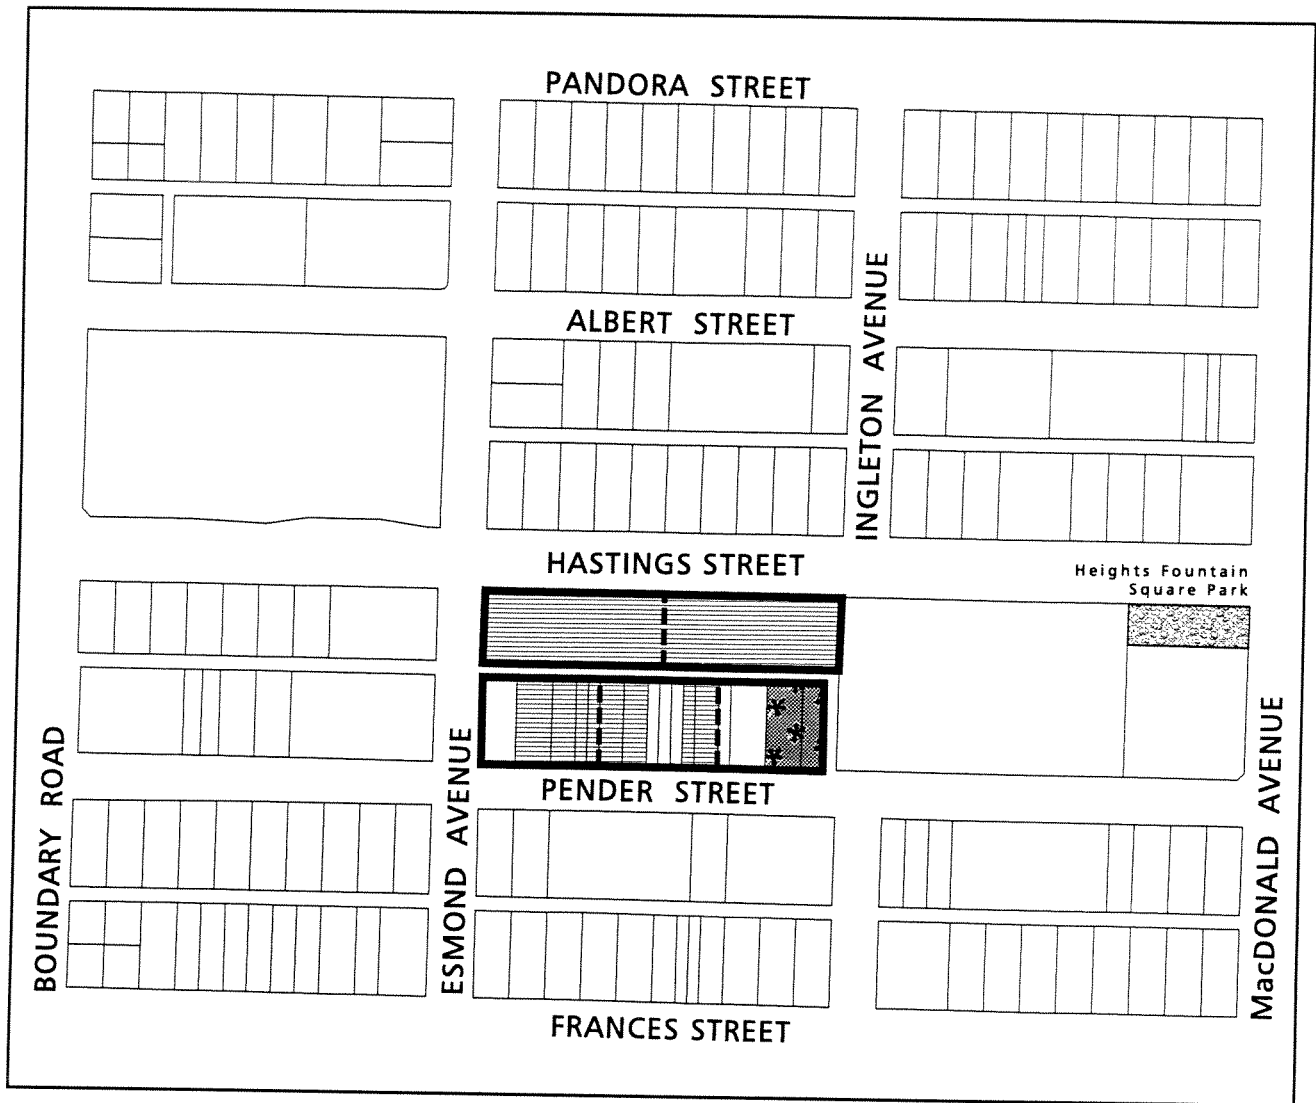 PANDORA STREET
ALBERT STREET
INGLETON AVENUE
HASTINGS STREET
Heights Fountain
Square Park
BOUNDARY ROAD
ESMOND AVENUE
PENDER STREET
MacDONALD AVENUE
FRANCES STREET